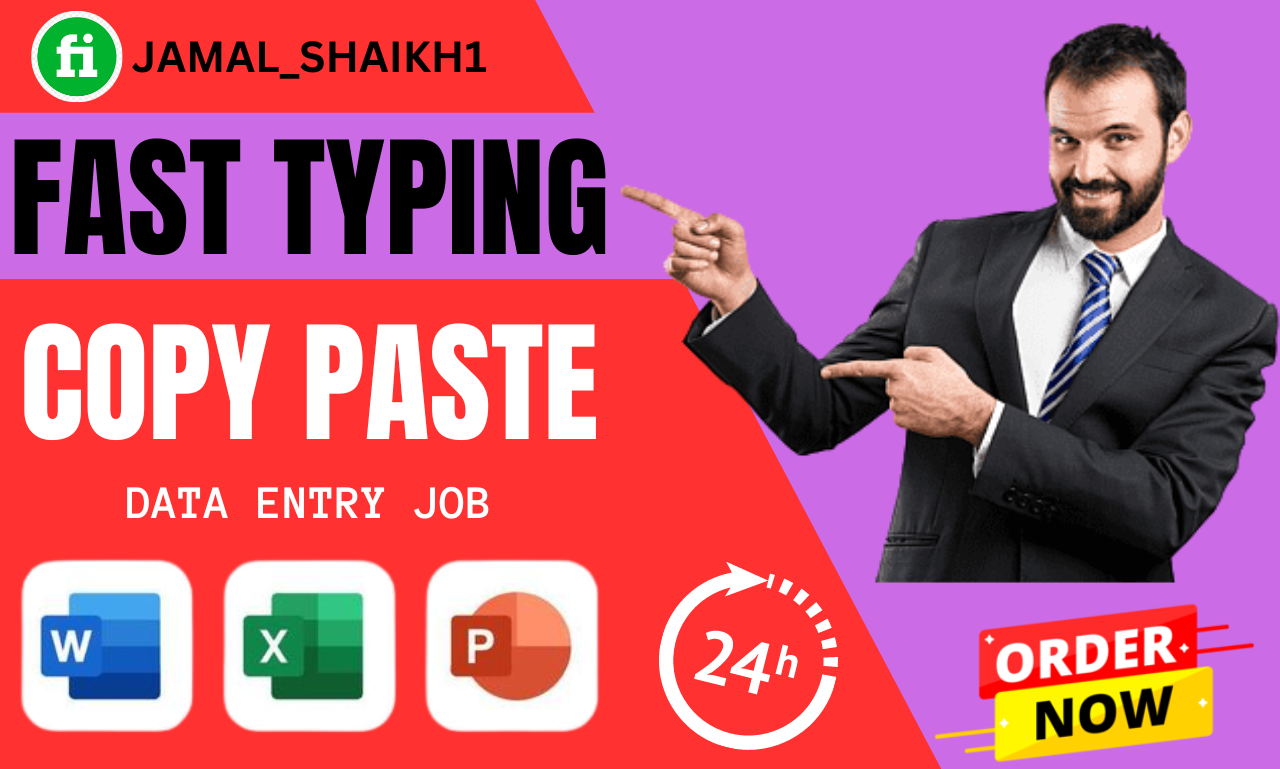 fi JAMAL_SHAIKH1
FAST TYPING
COPY PASTE
DATA ENTRY JOB
W X P
24h
ORDER
NOW